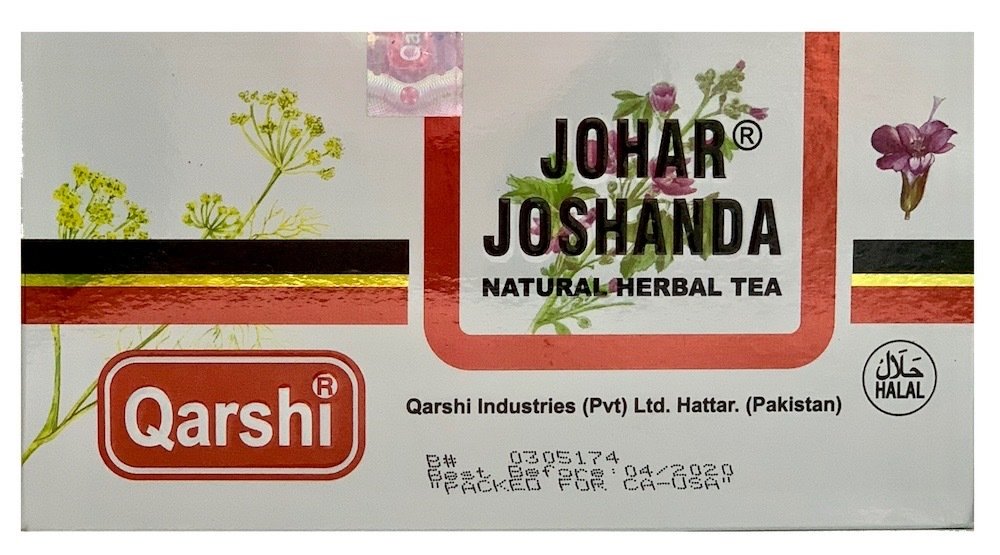 JOHAR®
JOSHANDA
NATURAL HERBAL TEA
Qarshi®
حَلَال
HALAL
Qarshi Industries (Pvt) Ltd. Hattar. (Pakistan)
B# 0305174
Best Before: 04/2020
"PACKED FOR CA-USA"